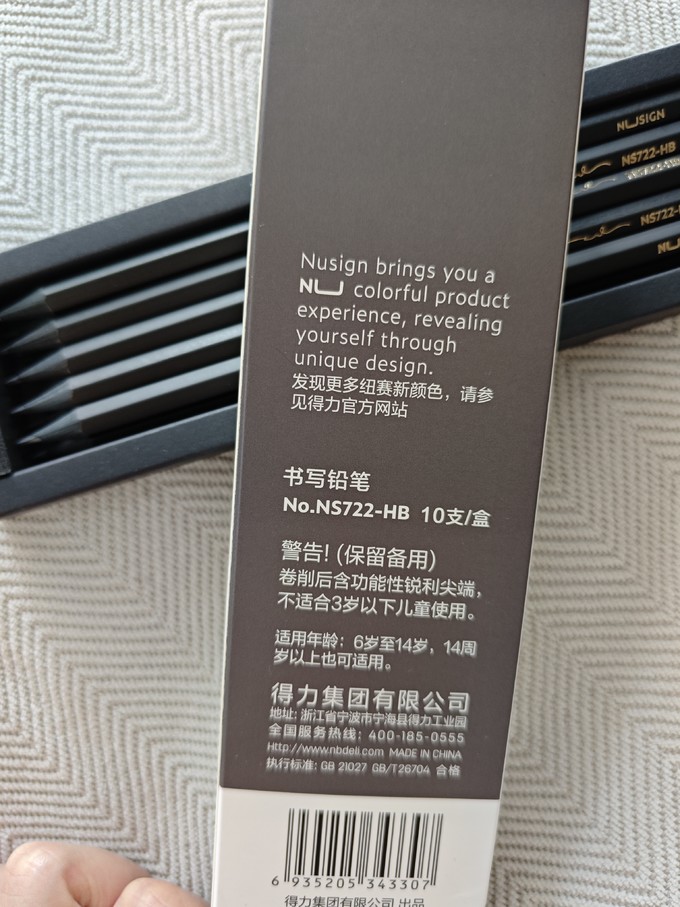 NUSIGN
NS722-HB
NS722-
NU
Nusign brings you a
NU colorful product
experience, revealing
yourself through
unique design.
发现更多纽赛新颜色，请参
见得力官方网站
书写铅笔
No.NS722-HB 10支/盒
警告!(保留备用)
卷削后含功能性锐利尖端，
不适合3岁以下儿童使用。
适用年龄：6岁至14岁，14周
岁以上也可适用。
得力集团有限公司
地址: 浙江省宁波市宁海县得力工业园
全国服务热线：400-185-0555
Http://www.nbdeli.com MADE IN CHINA
执行标准: GB 21027 GB/T26704 合格
6 935205 343307
得力集团有限公司 出品